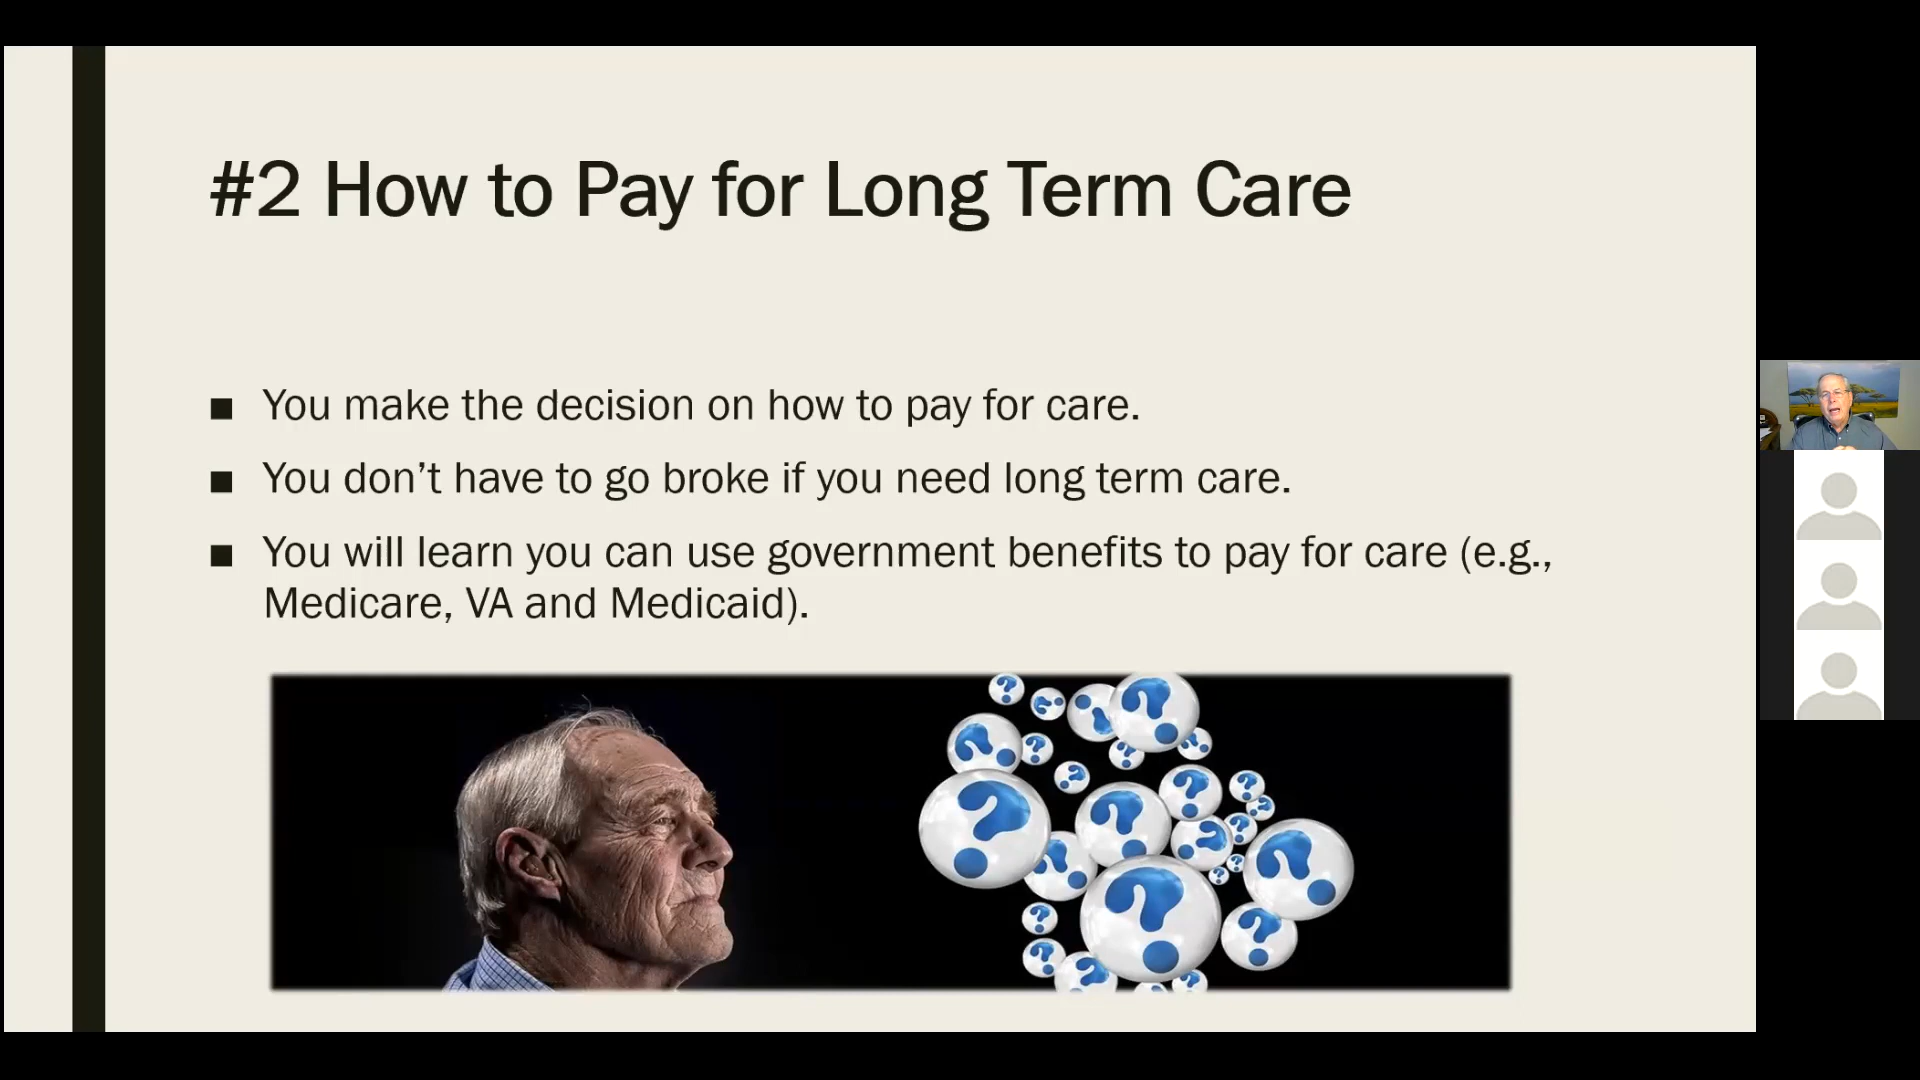 #2 How to Pay for Long Term Care
■ You make the decision on how to pay for care.
■ You don’t have to go broke if you need long term care.
■ You will learn you can use government benefits to pay for care (e.g.,
Medicare, VA and Medicaid).